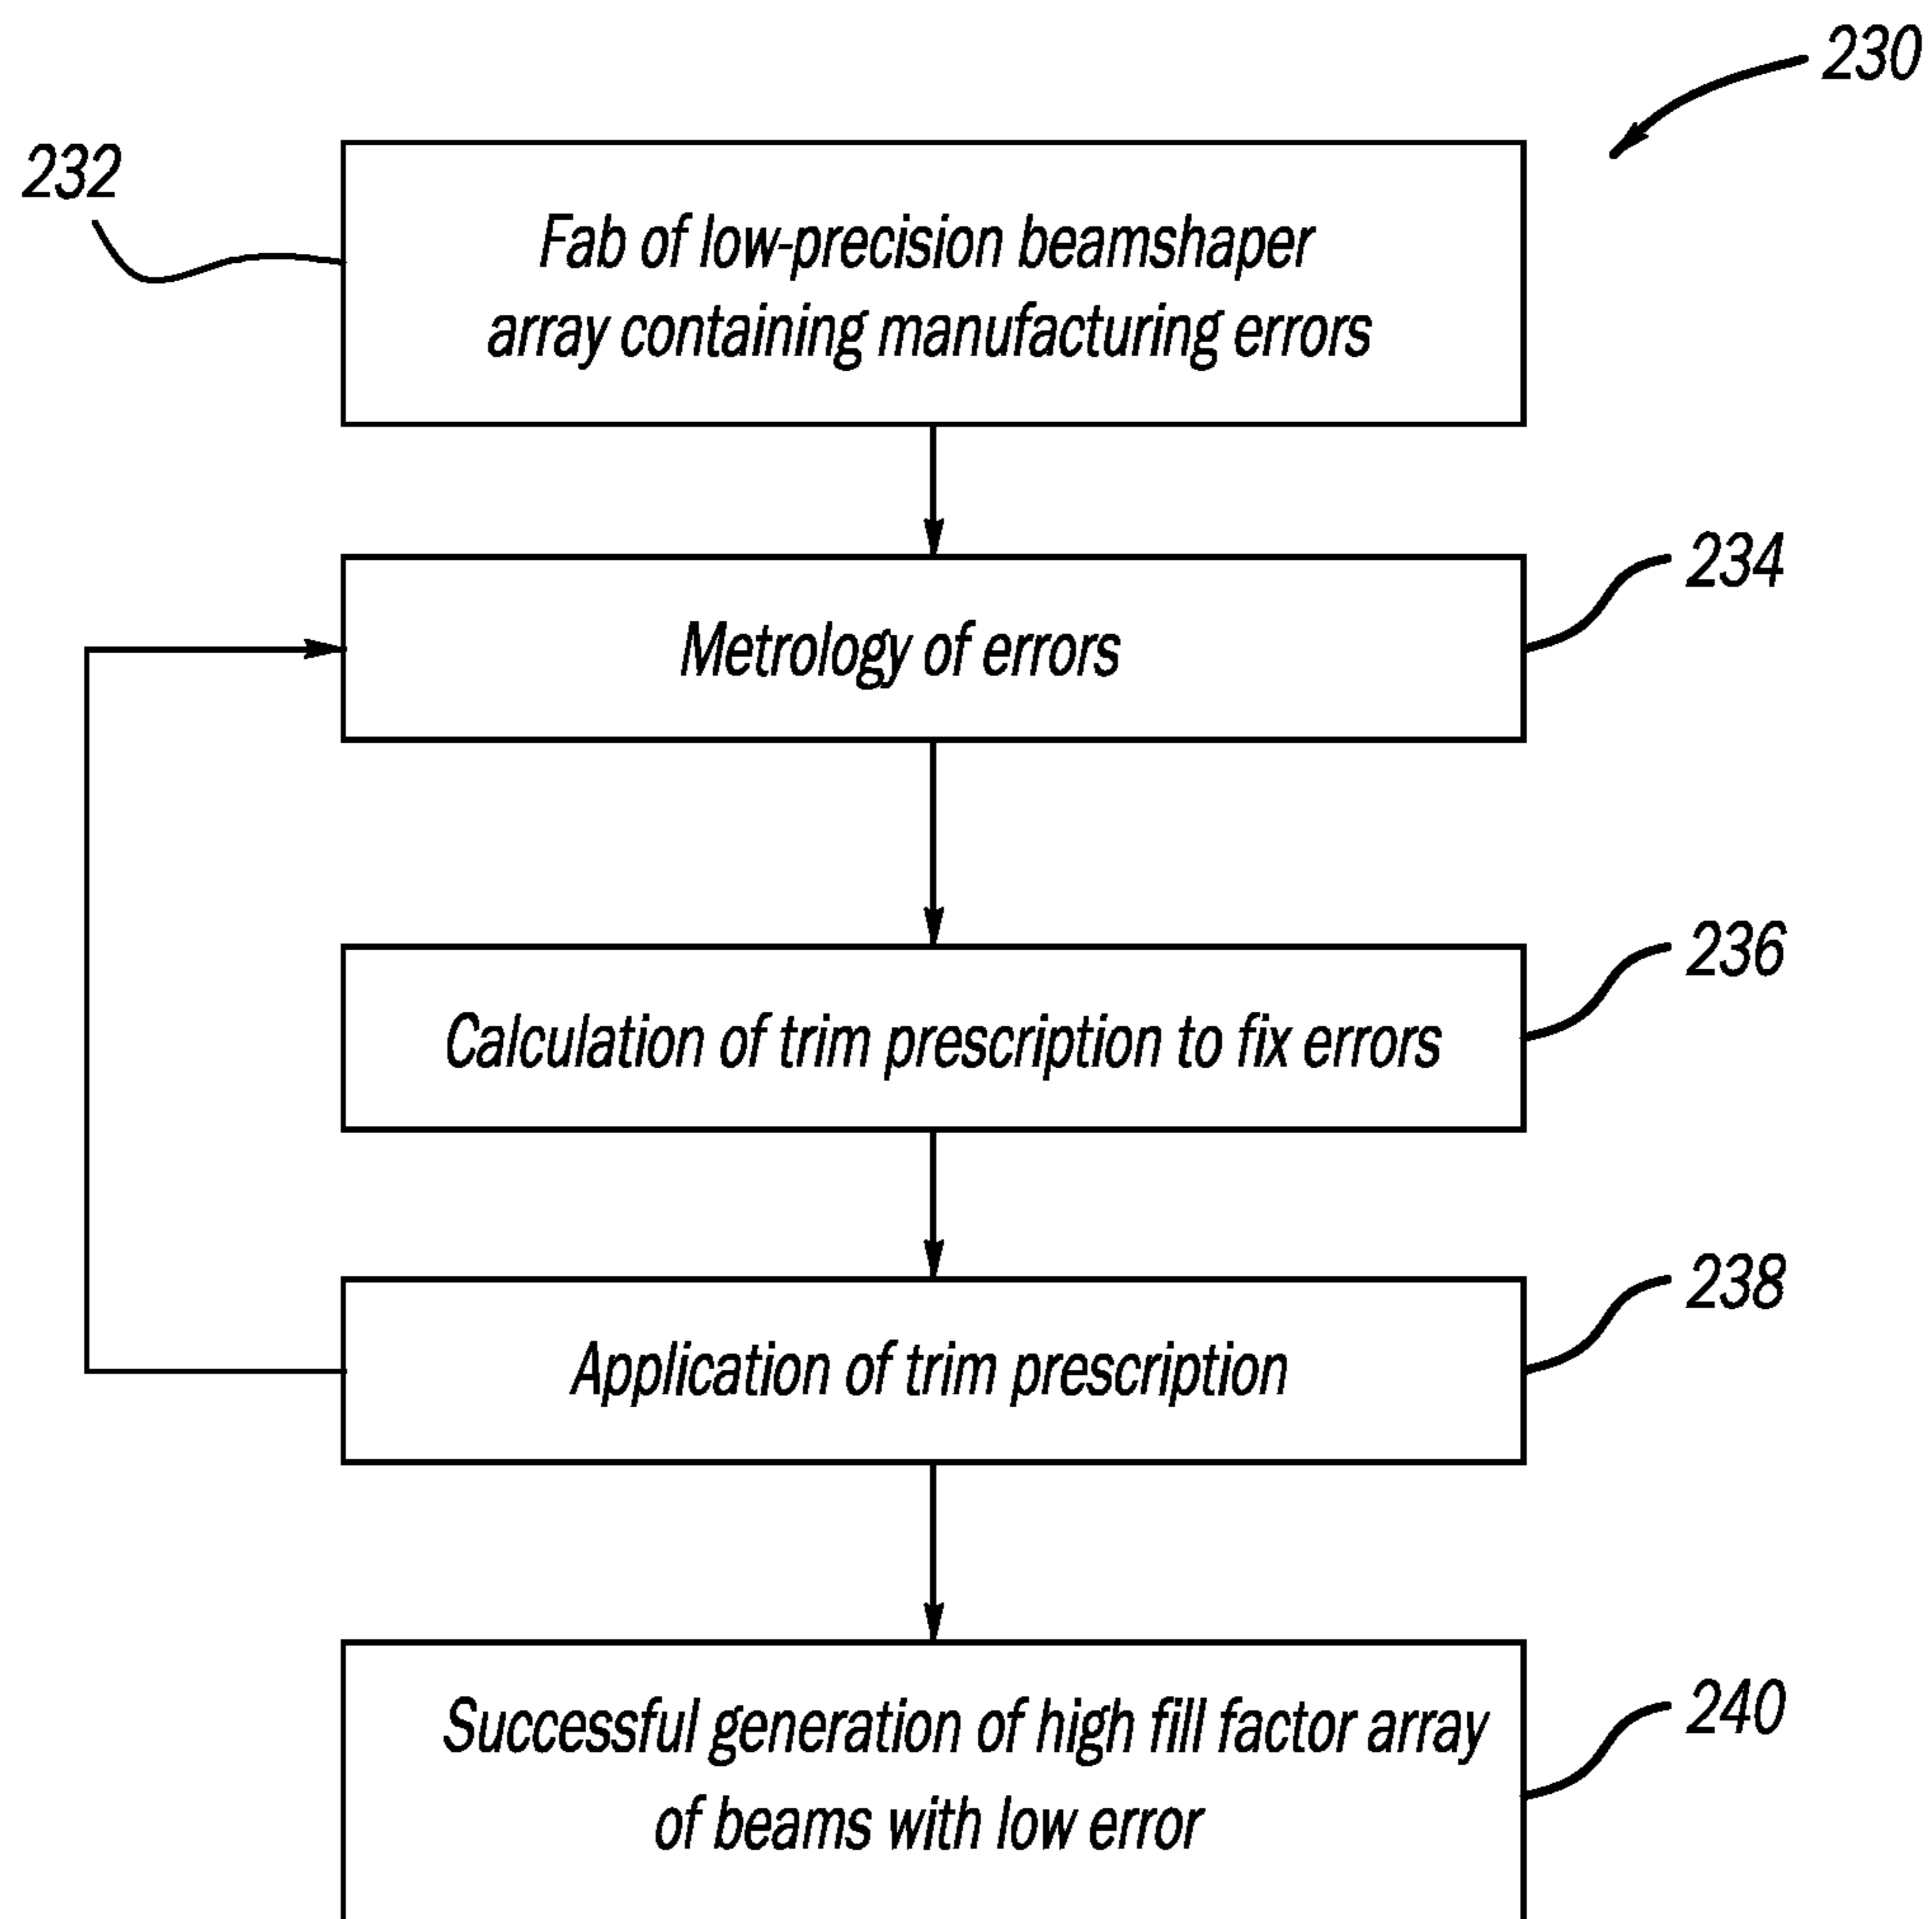 230
232
Fab of low-precision beamshaper
array containing manufacturing errors
234
Metrology of errors
236
Calculation of trim prescription to fix errors
238
Application of trim prescription
240
Successful generation of high fill factor array
of beams with low error